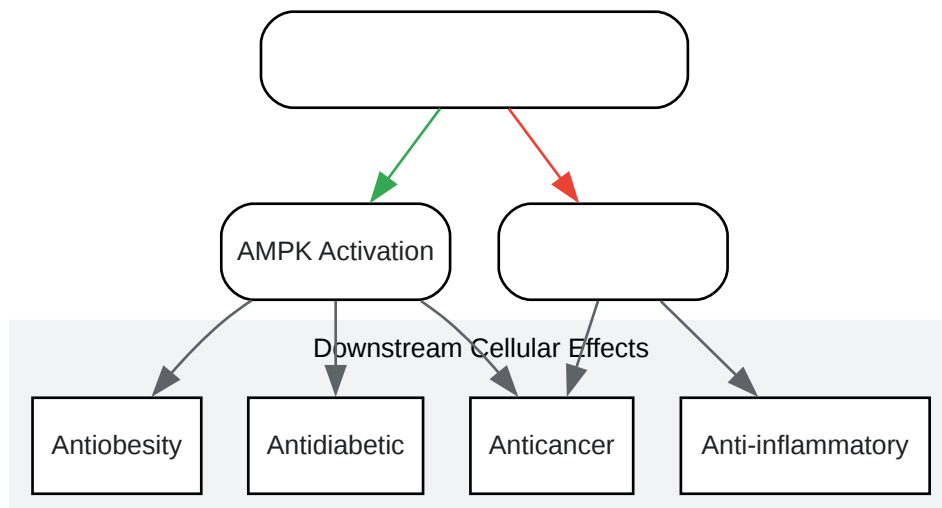 AMPK Activation
Downstream Cellular Effects
Antiobesity
Antidiabetic
Anticancer
Anti-inflammatory